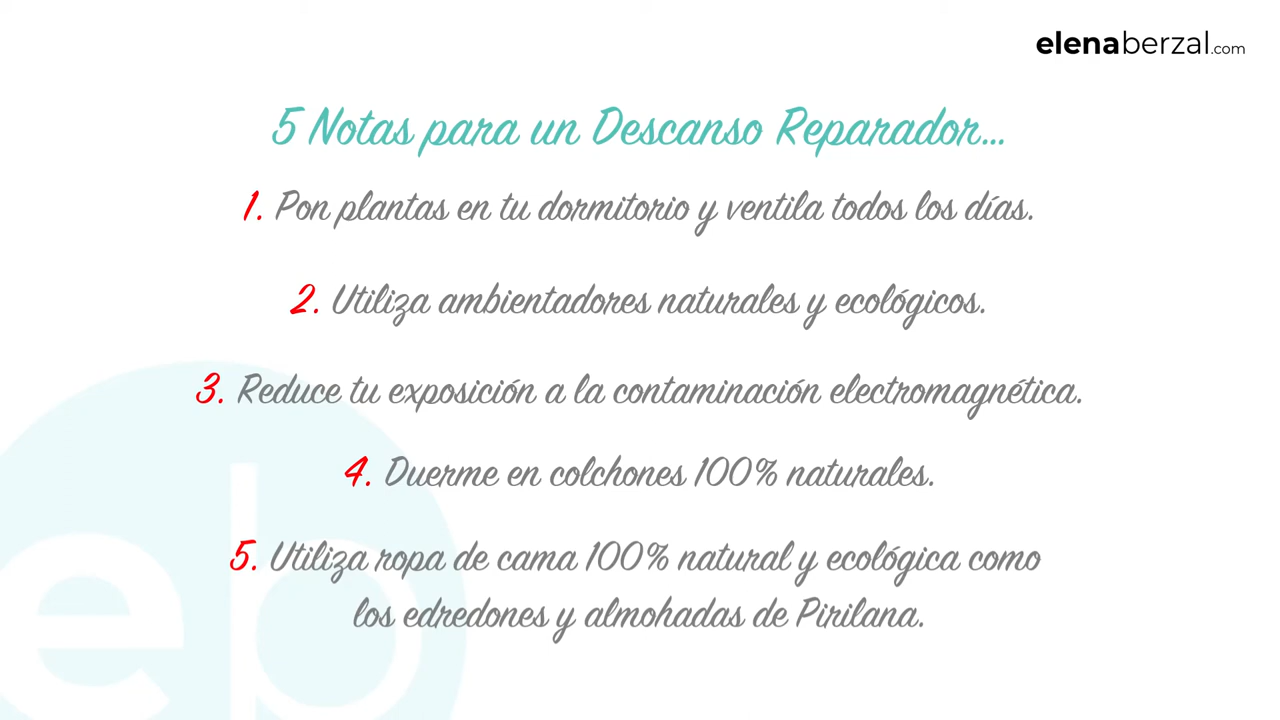 elenaberzal.com
5 Notas para un Descanso Reparador...
1. Pon plantas en tu dormitorio y ventila todos los días.
2. Utiliza ambientadores naturales y ecológicos.
3. Reduce tu exposición a la contaminación electromagnética.
4. Duerme en colchones 100% naturales.
5. Utiliza ropa de cama 100% natural y ecológica como
los edredones y almohadas de Pirilana.
eb